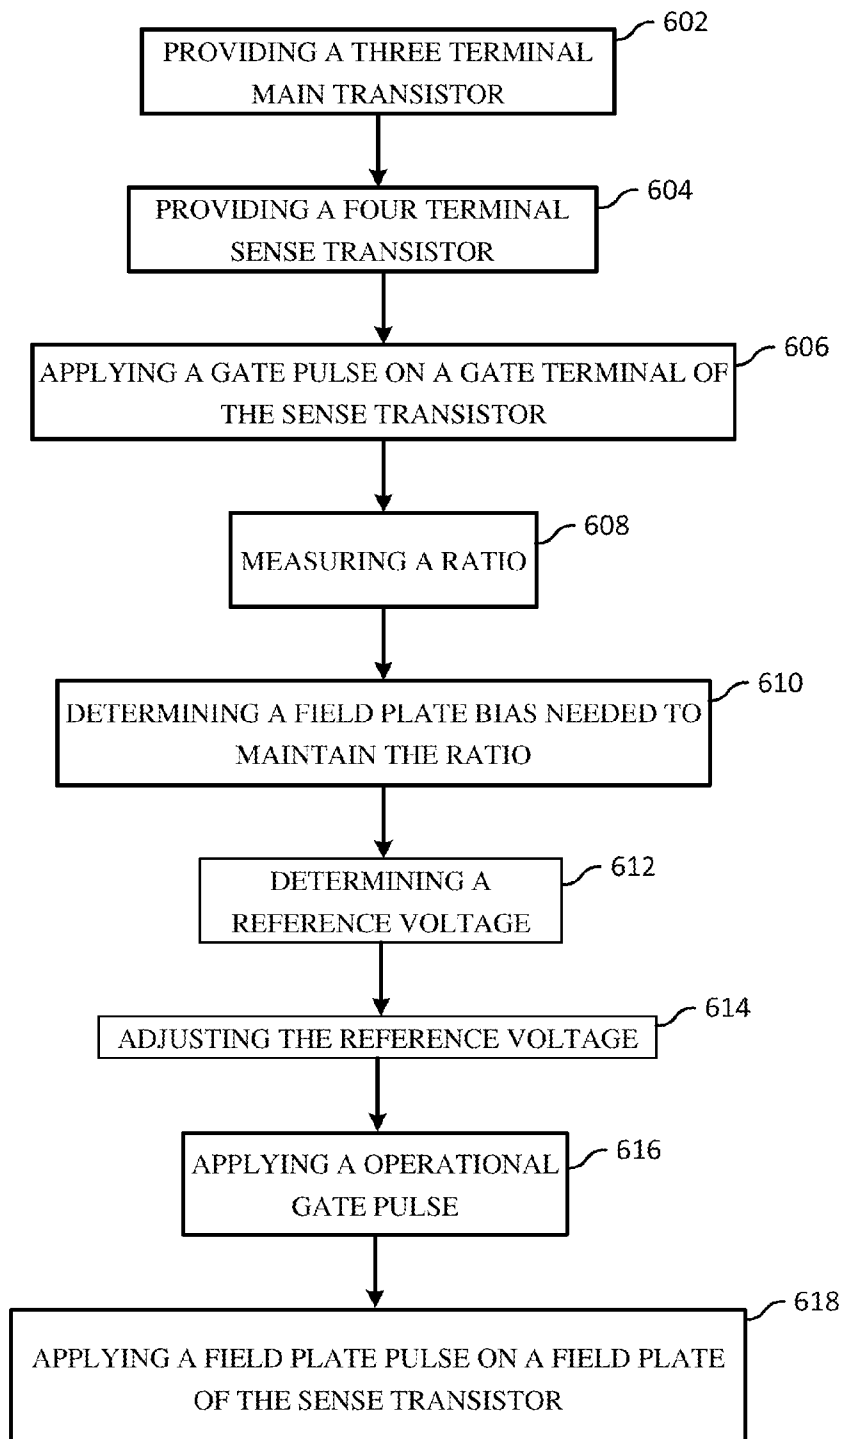 602
PROVIDING A THREE TERMINAL
MAIN TRANSISTOR
604
PROVIDING A FOUR TERMINAL
SENSE TRANSISTOR
606
APPLYING A GATE PULSE ON A GATE TERMINAL OF
THE SENSE TRANSISTOR
608
MEASURING A RATIO
610
DETERMINING A FIELD PLATE BIAS NEEDED TO
MAINTAIN THE RATIO
612
DETERMINING A
REFERENCE VOLTAGE
614
ADJUSTING THE REFERENCE VOLTAGE
616
APPLYING A OPERATIONAL
GATE PULSE
618
APPLYING A FIELD PLATE PULSE ON A FIELD PLATE
OF THE SENSE TRANSISTOR